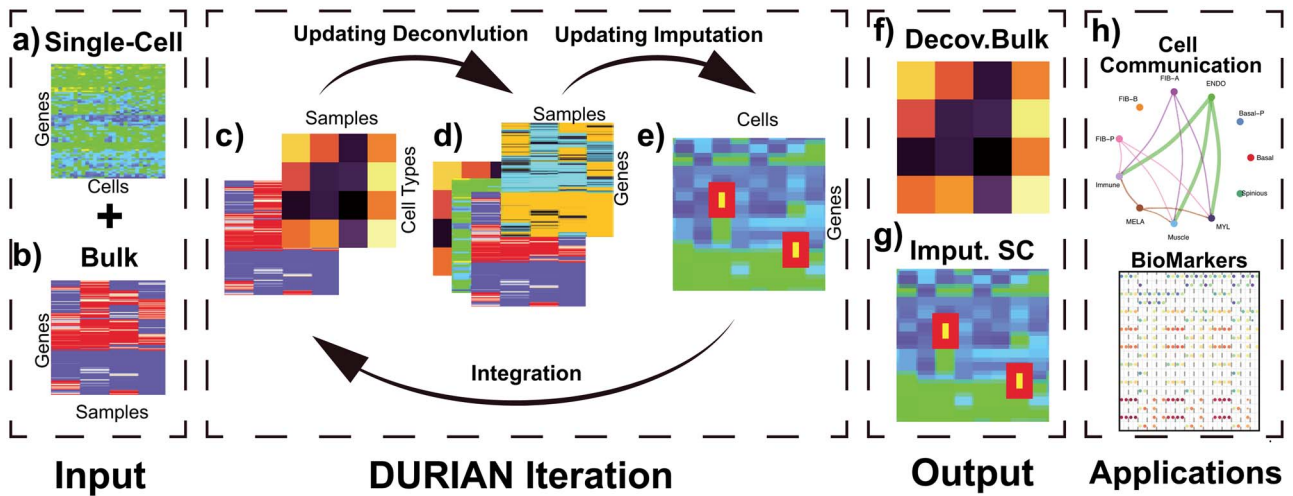 a) Single-Cell
Genes
Cells
+
b) Bulk
Genes
Samples
Input
Updating Deconvlution
Updating Imputation
c)
Samples
Cell Types
d)
Genes
e)
Cells
Genes
Integration
DURIAN Iteration
f) Decov.Bulk
g) Imput. SC
Output
h)
Cell
Communication
FIB-A
ENDO
FIB-B
Basal-P
FIB-P
Basal
Immune
Spinious
MELA
MYL
Muscle
BioMarkers
Applications